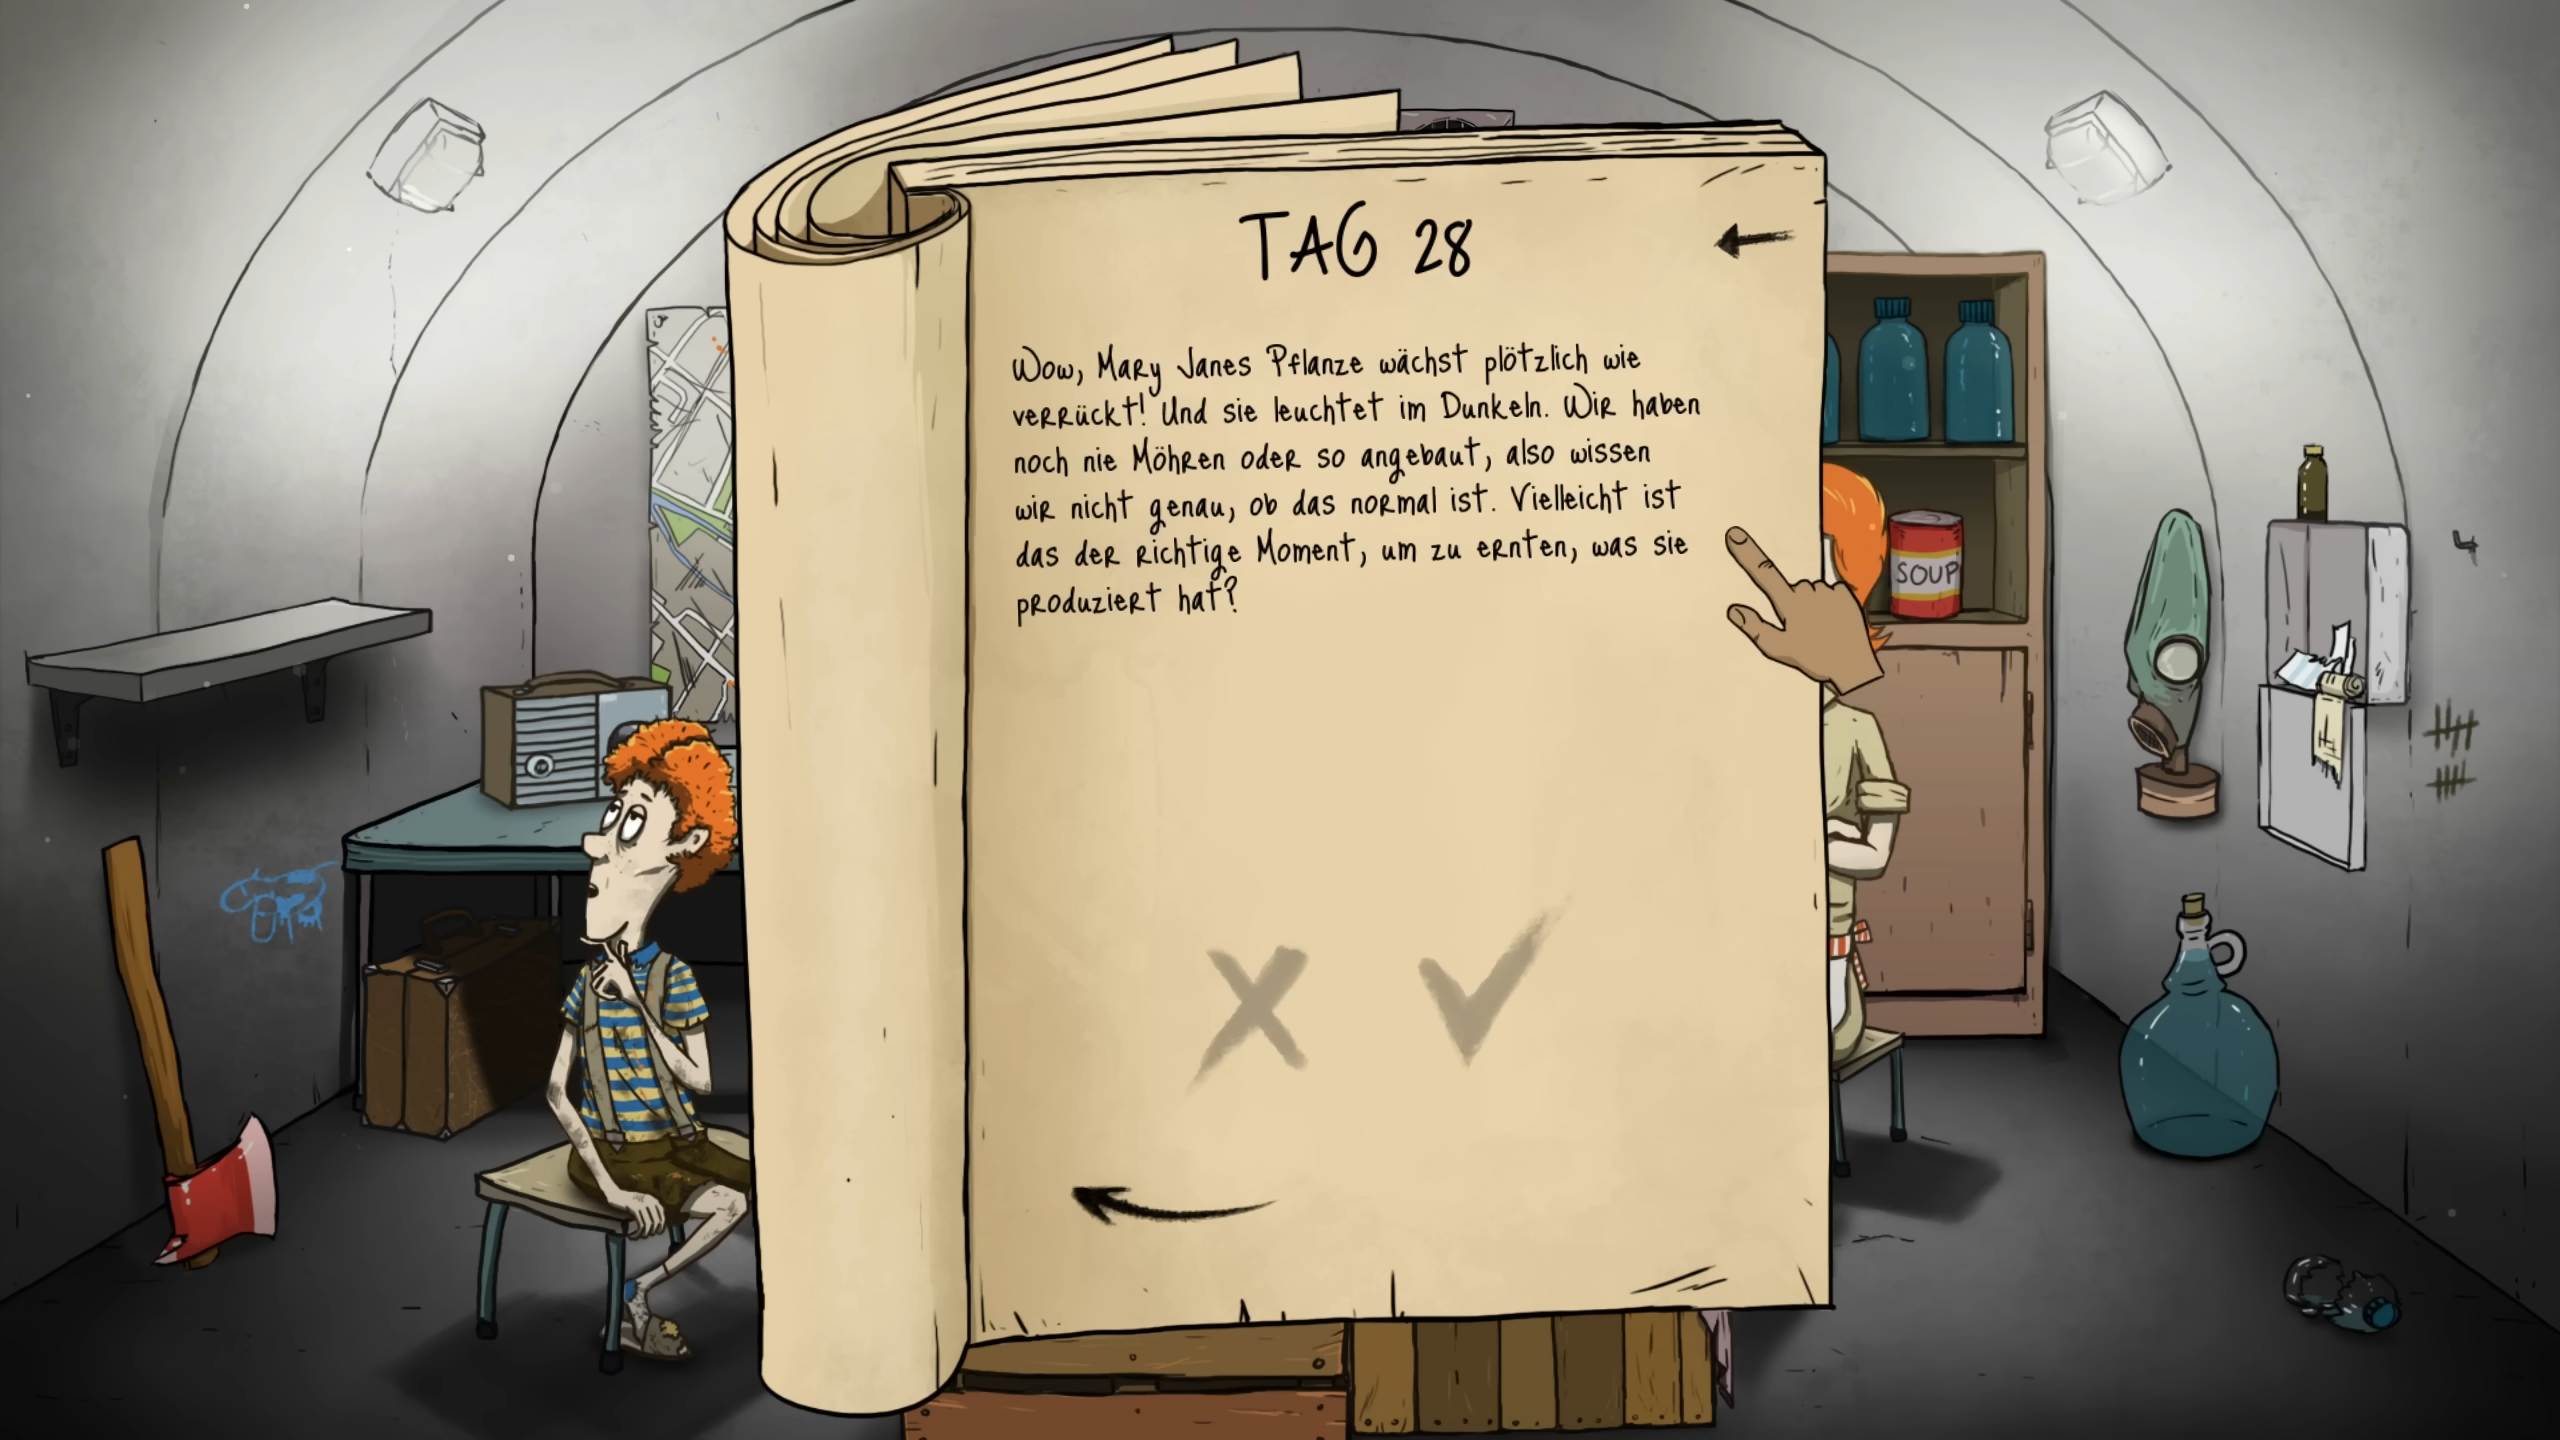 TAG 28
Wow, Mary Janes Pflanze wächst plötzlich wie
verrückt! Und sie leuchtet im Dunkeln. Wir haben
noch nie Möhren oder so angebaut, also wissen
wir nicht genau, ob das normal ist. Vielleicht ist
das der richtige Moment, um zu ernten, was sie
produziert hat?
SOUP